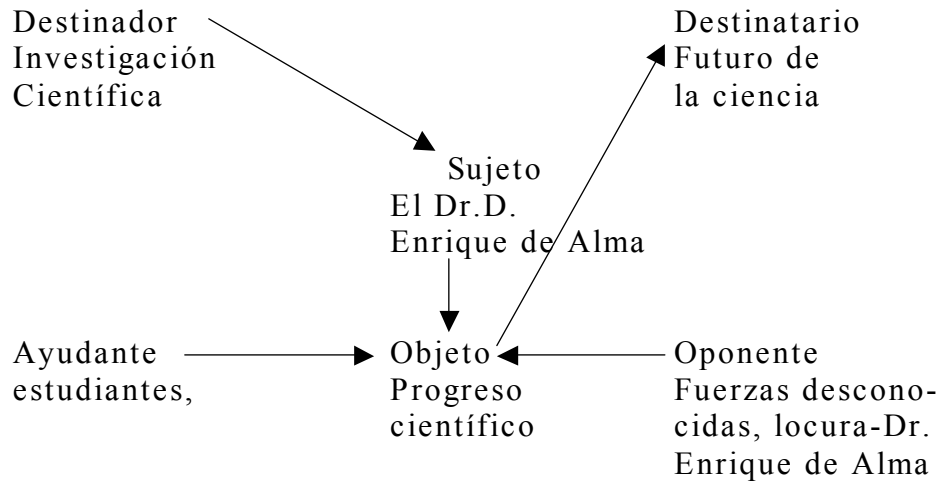 Destinador
Investigación
Científica
Destinatario
Futuro de
la ciencia
Sujeto
El Dr.D.
Enrique de Alma
Ayudante
estudiantes,
Objeto
Progreso
científico
Oponente
Fuerzas descono-
cidas, locura-Dr.
Enrique de Alma